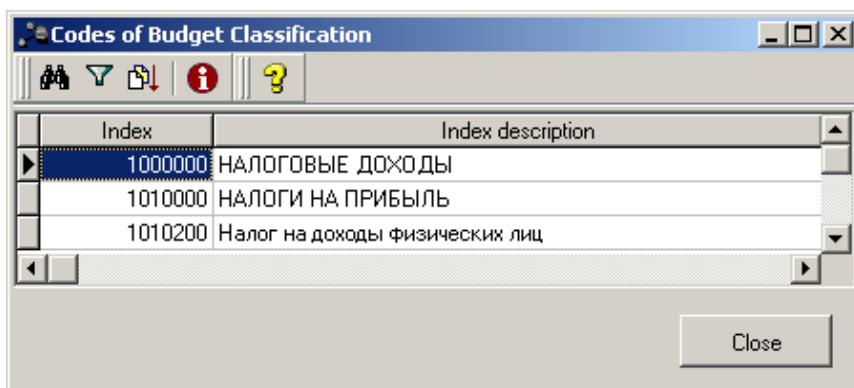 Codes of Budget Classification
Index Index description
1000000 НАЛОГОВЫЕ ДОХОДЫ
1010000 НАЛОГИ НА ПРИБЫЛЬ
1010200 Налог на доходы физических лиц
Close